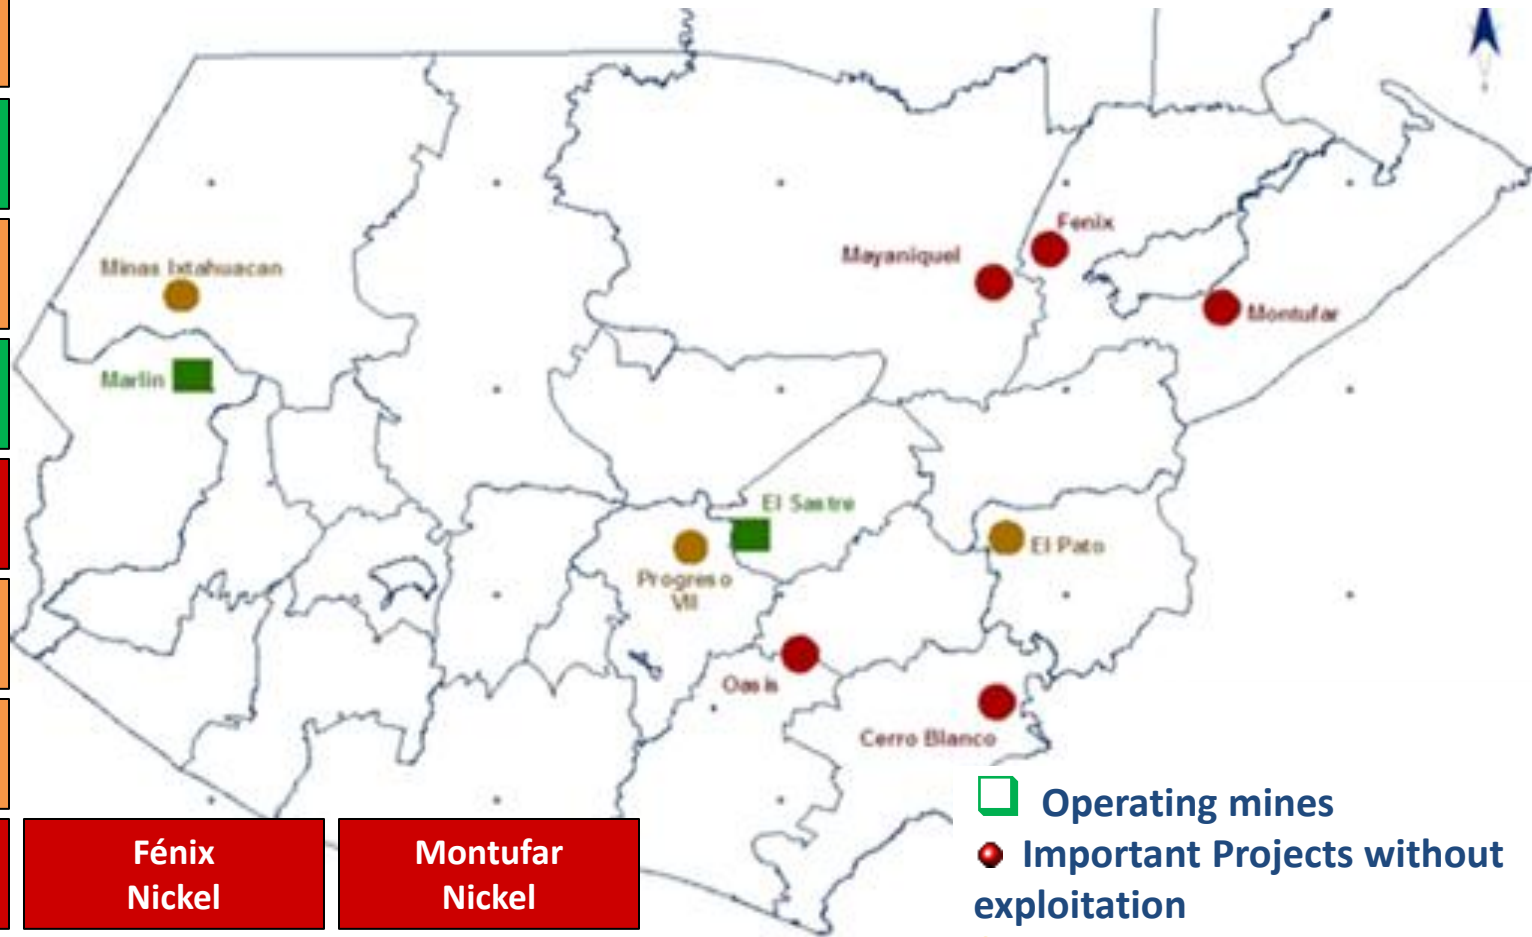 Fenix
Mayaniquel
Minas Ixtahuacan
Montufar
Marlin
El Sastre
El Pato
Progreso
VII
Oasis
Cerro Blanco
Operating mines
Important Projects without
exploitation
Fénix
Nickel
Montufar
Nickel